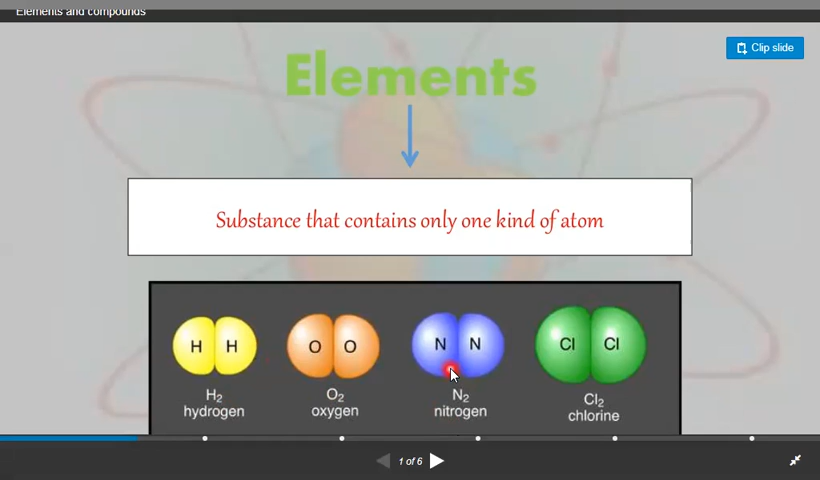 Elements and compounds
Clip slide
Elements
Substance that contains only one kind of atom
H H O O N N Cl Cl
H2 O2 N2 Cl2
hydrogen oxygen nitrogen chlorine
1 of 6